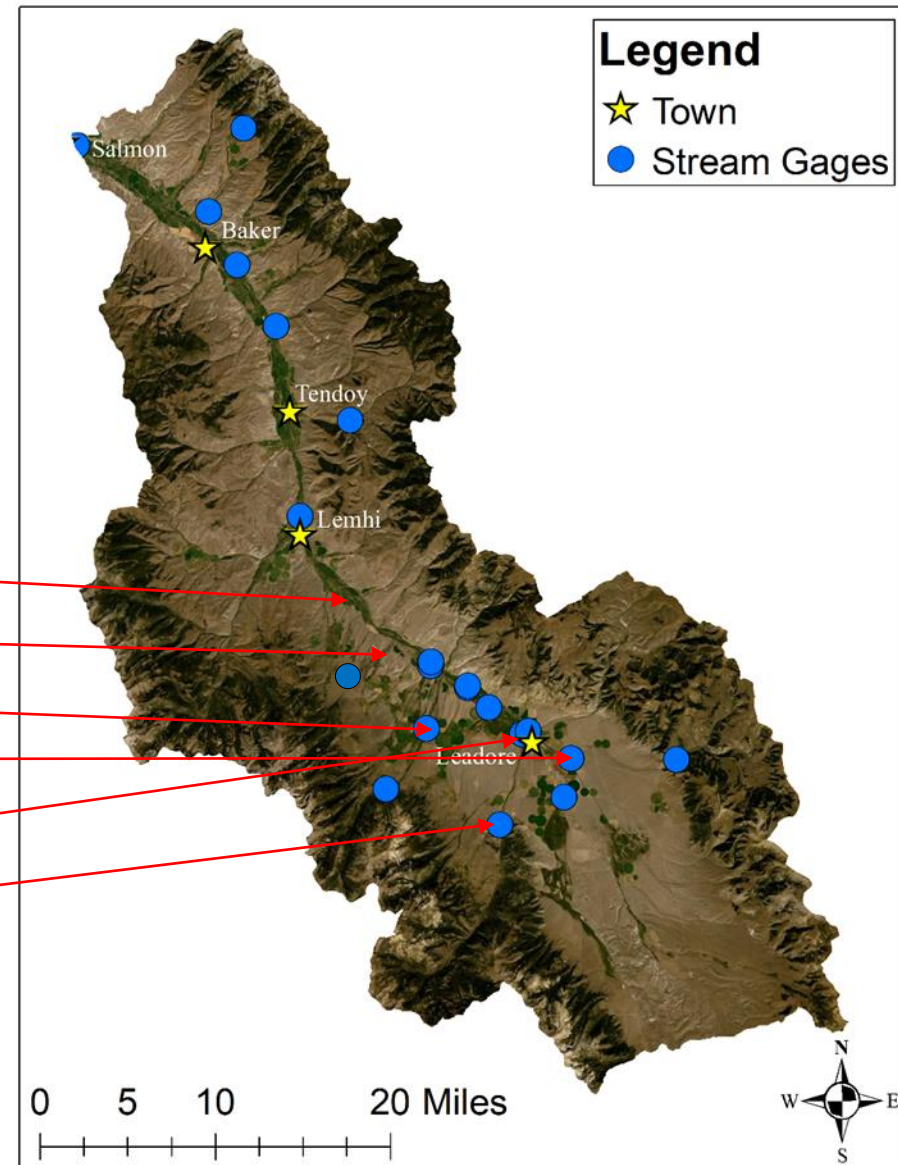 Legend
Town
Stream Gages
Salmon
Baker
Tendoy
Lemhi
Leadore
0 5 10 20 Miles
N
W E
S